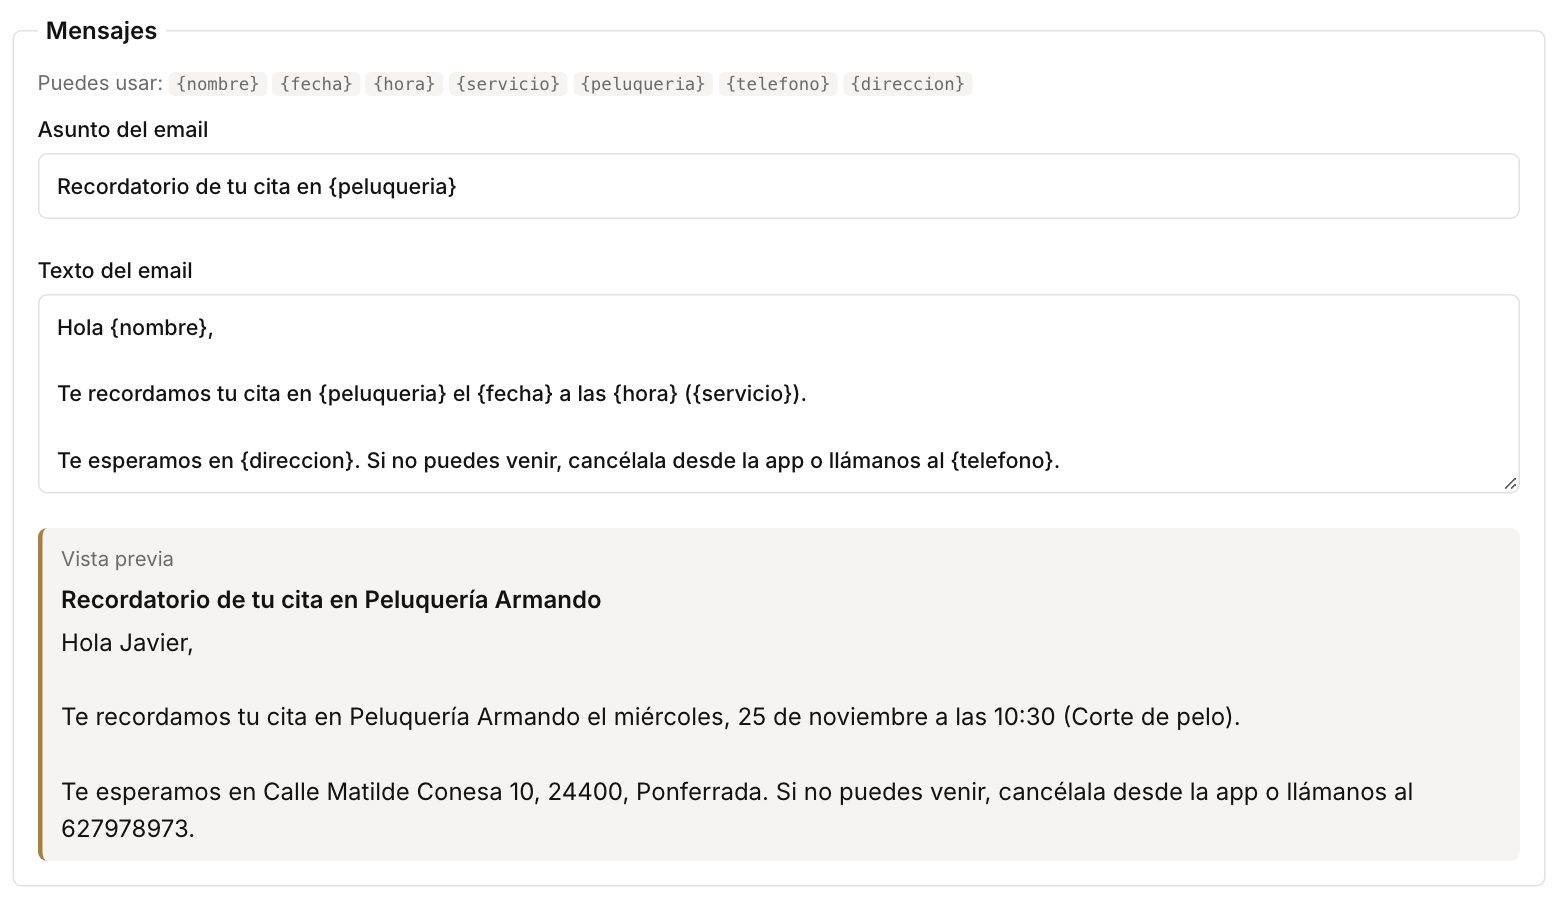 Mensajes
Puedes usar: {nombre} {fecha} {hora} {servicio} {peluqueria} {telefono} {direccion}
Asunto del email
Recordatorio de tu cita en {peluqueria}
Texto del email
Hola {nombre},
Te recordamos tu cita en {peluqueria} el {fecha} a las {hora} ({servicio}).
Te esperamos en {direccion}. Si no puedes venir, cancélala desde la app o llámanos al {telefono}.
Vista previa
Recordatorio de tu cita en Peluquería Armando
Hola Javier,
Te recordamos tu cita en Peluquería Armando el miércoles, 25 de noviembre a las 10:30 (Corte de pelo).
Te esperamos en Calle Matilde Conesa 10, 24400, Ponferrada. Si no puedes venir, cancélala desde la app o llámanos al
627978973.